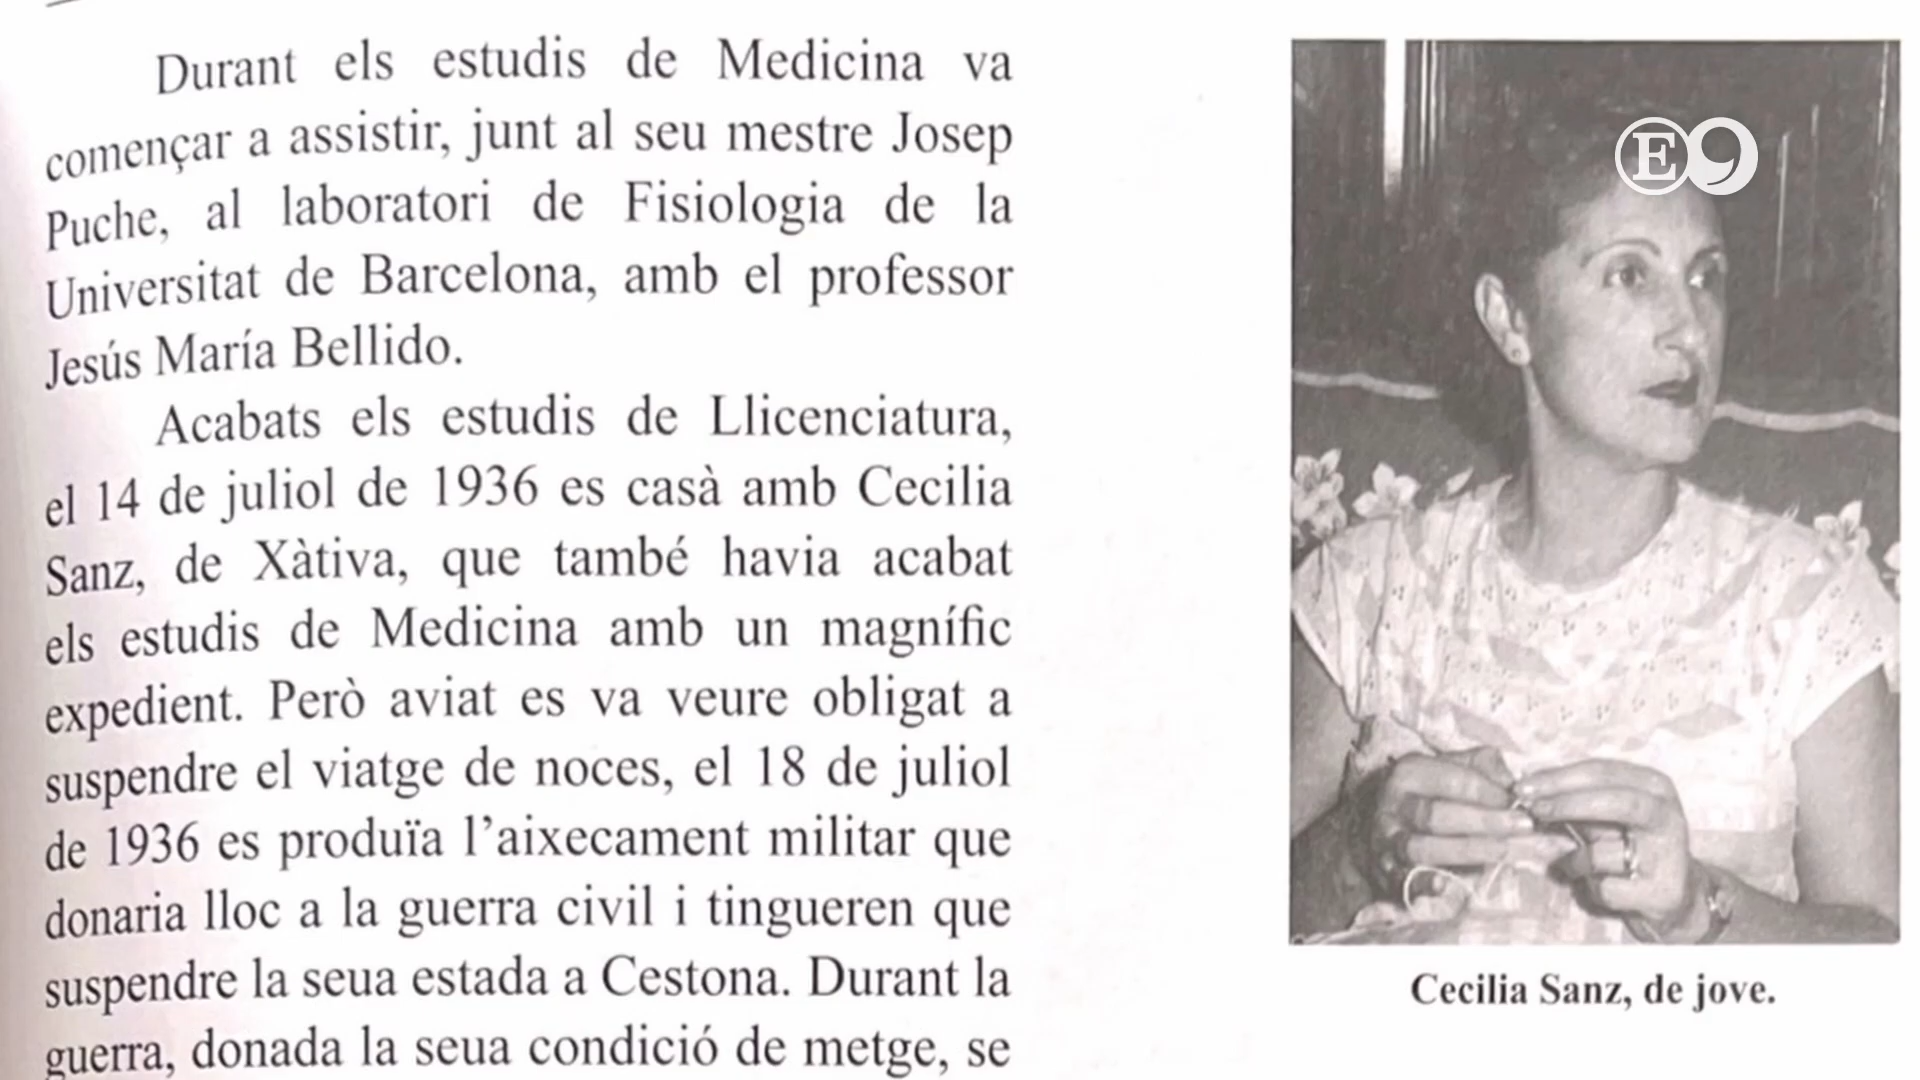 Durant els estudis de Medicina va
començar a assistir, junt al seu mestre Josep
Puche, al laboratori de Fisiologia de la
Universitat de Barcelona, amb el professor
Jesús María Bellido.
Acabats els estudis de Llicenciatura,
el 14 de juliol de 1936 es casà amb Cecilia
Sanz, de Xàtiva, que també havia acabat
els estudis de Medicina amb un magnífic
expedient. Però aviat es va veure obligat a
suspendre el viatge de noces, el 18 de juliol
de 1936 es produïa l’aixecament militar que
donaria lloc a la guerra civil i tingueren que
suspendre la seua estada a Cestona. Durant la
guerra, donada la seua condició de metge, se
E9
Cecilia Sanz, de jove.